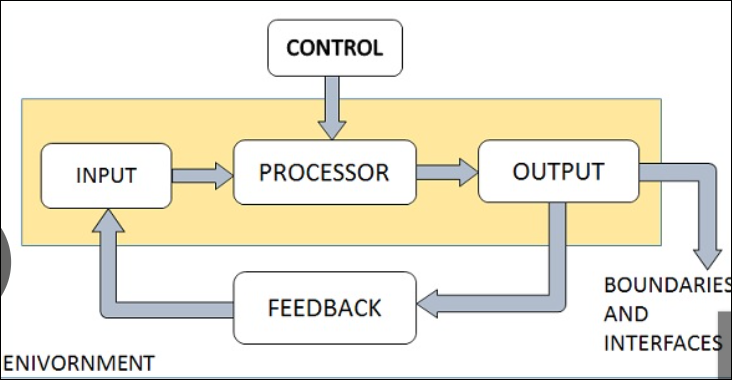 CONTROL
INPUT
PROCESSOR
OUTPUT
FEEDBACK
BOUNDARIES
AND
INTERFACES
ENIVORNMENT